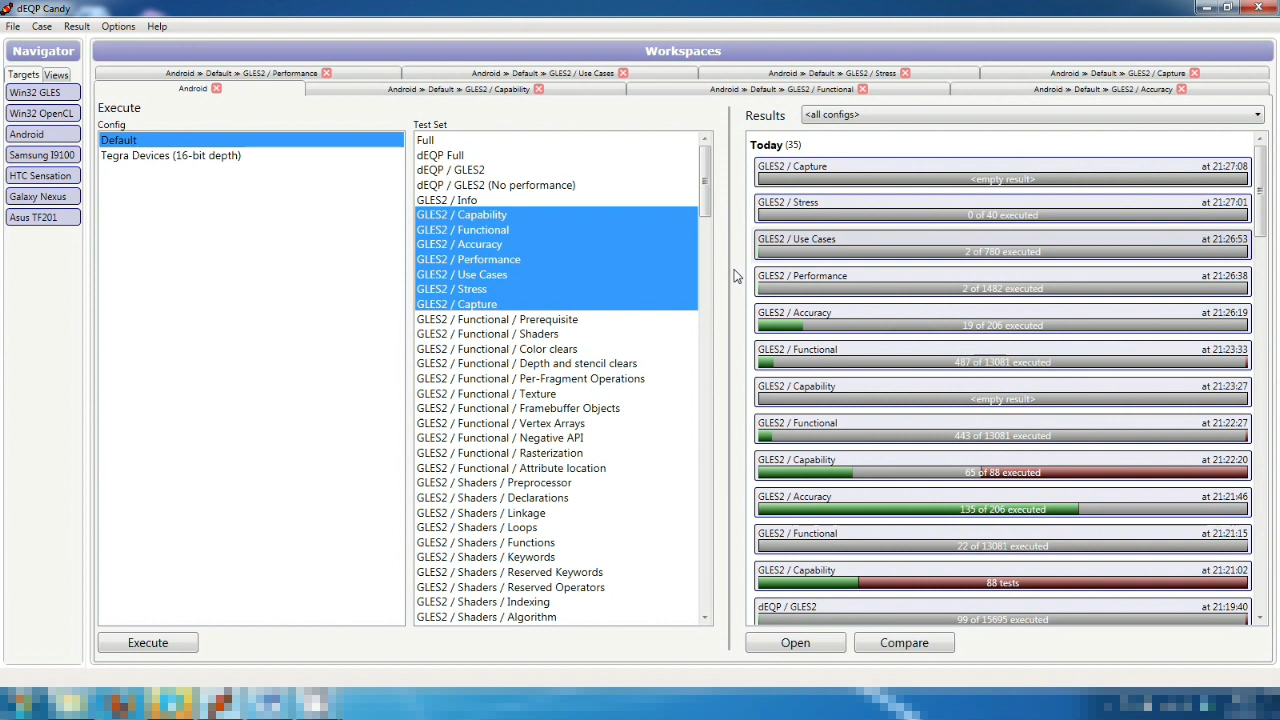 dEQP Candy
File Case Result Options Help
Navigator
Workspaces
Targets Views
Win32 GLES
Win32 OpenCL
Android
Samsung I9100
HTC Sensation
Galaxy Nexus
Asus TF201
Android » Default » GLES2 / Performance
Android » Default » GLES2 / Use Cases
Android » Default » GLES2 / Stress
Android » Default » GLES2 / Capture
Android
Android » Default » GLES2 / Capability
Android » Default » GLES2 / Functional
Android » Default » GLES2 / Accuracy
Execute
Config
Default
Tegra Devices (16-bit depth)
Test Set
Full
dEQP Full
dEQP / GLES2
dEQP / GLES2 (No performance)
GLES2 / Info
GLES2 / Capability
GLES2 / Functional
GLES2 / Accuracy
GLES2 / Performance
GLES2 / Use Cases
GLES2 / Stress
GLES2 / Capture
GLES2 / Functional / Prerequisite
GLES2 / Functional / Shaders
GLES2 / Functional / Color clears
GLES2 / Functional / Depth and stencil clears
GLES2 / Functional / Per-Fragment Operations
GLES2 / Functional / Texture
GLES2 / Functional / Framebuffer Objects
GLES2 / Functional / Vertex Arrays
GLES2 / Functional / Negative API
GLES2 / Functional / Rasterization
GLES2 / Functional / Attribute location
GLES2 / Shaders / Preprocessor
GLES2 / Shaders / Declarations
GLES2 / Shaders / Linkage
GLES2 / Shaders / Loops
GLES2 / Shaders / Functions
GLES2 / Shaders / Keywords
GLES2 / Shaders / Reserved Keywords
GLES2 / Shaders / Reserved Operators
GLES2 / Shaders / Indexing
GLES2 / Shaders / Algorithm
Execute
Results <all configs>
Today (35)
GLES2 / Capture at 21:27:08
<empty result>
GLES2 / Stress at 21:27:01
0 of 40 executed
GLES2 / Use Cases at 21:26:53
2 of 780 executed
GLES2 / Performance at 21:26:38
2 of 1482 executed
GLES2 / Accuracy at 21:26:19
19 of 206 executed
GLES2 / Functional at 21:23:33
487 of 13081 executed
GLES2 / Capability at 21:23:27
<empty result>
GLES2 / Functional at 21:22:27
443 of 13081 executed
GLES2 / Capability at 21:22:20
65 of 88 executed
GLES2 / Accuracy at 21:21:46
135 of 206 executed
GLES2 / Functional at 21:21:15
22 of 13081 executed
GLES2 / Capability at 21:21:02
88 tests
dEQP / GLES2 at 21:19:40
99 of 15695 executed
Open Compare